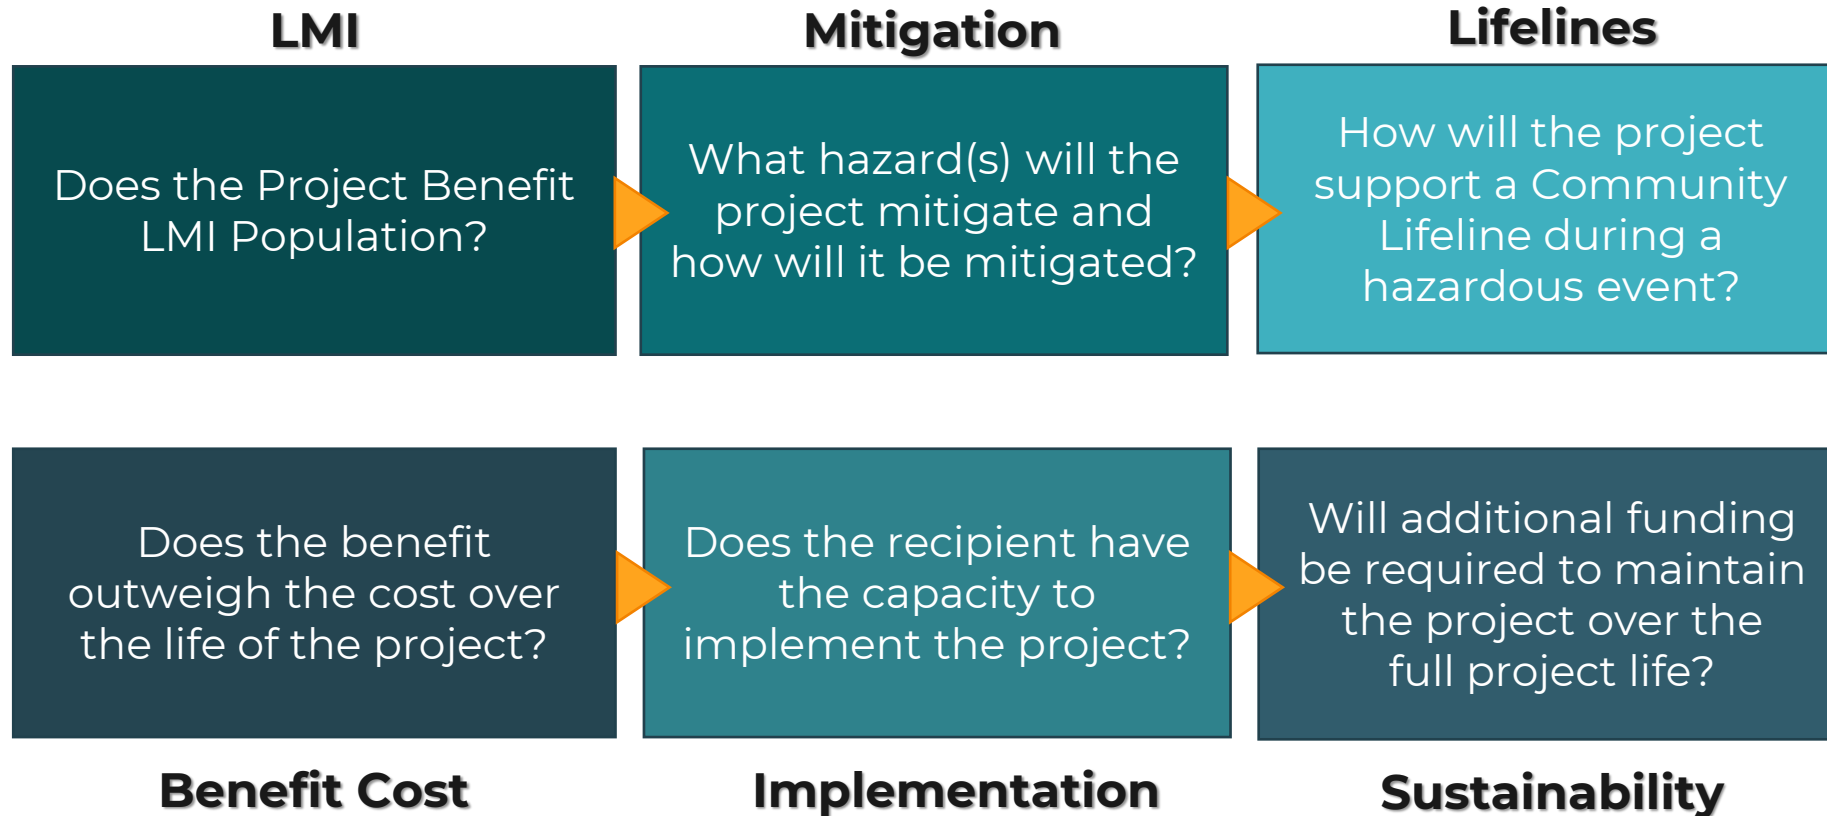 LMI
Does the Project Benefit
LMI Population?
Mitigation
What hazard(s) will the
project mitigate and
how will it be mitigated?
Lifelines
How will the project
support a Community
Lifeline during a
hazardous event?
Does the benefit
outweigh the cost over
the life of the project?
Benefit Cost
Does the recipient have
the capacity to
implement the project?
Implementation
Will additional funding
be required to maintain
the project over the
full project life?
Sustainability